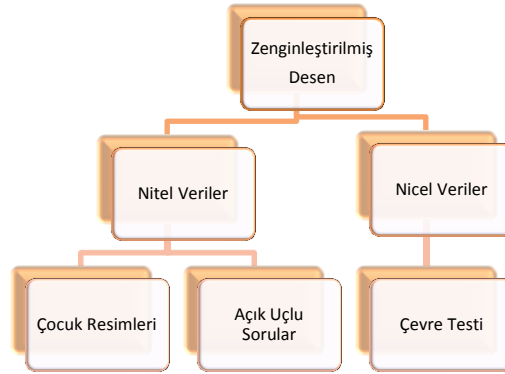 Zenginleştirilmiş
Desen
Nitel Veriler
Nicel Veriler
Çocuk Resimleri
Açık Uçlu
Sorular
Çevre Testi